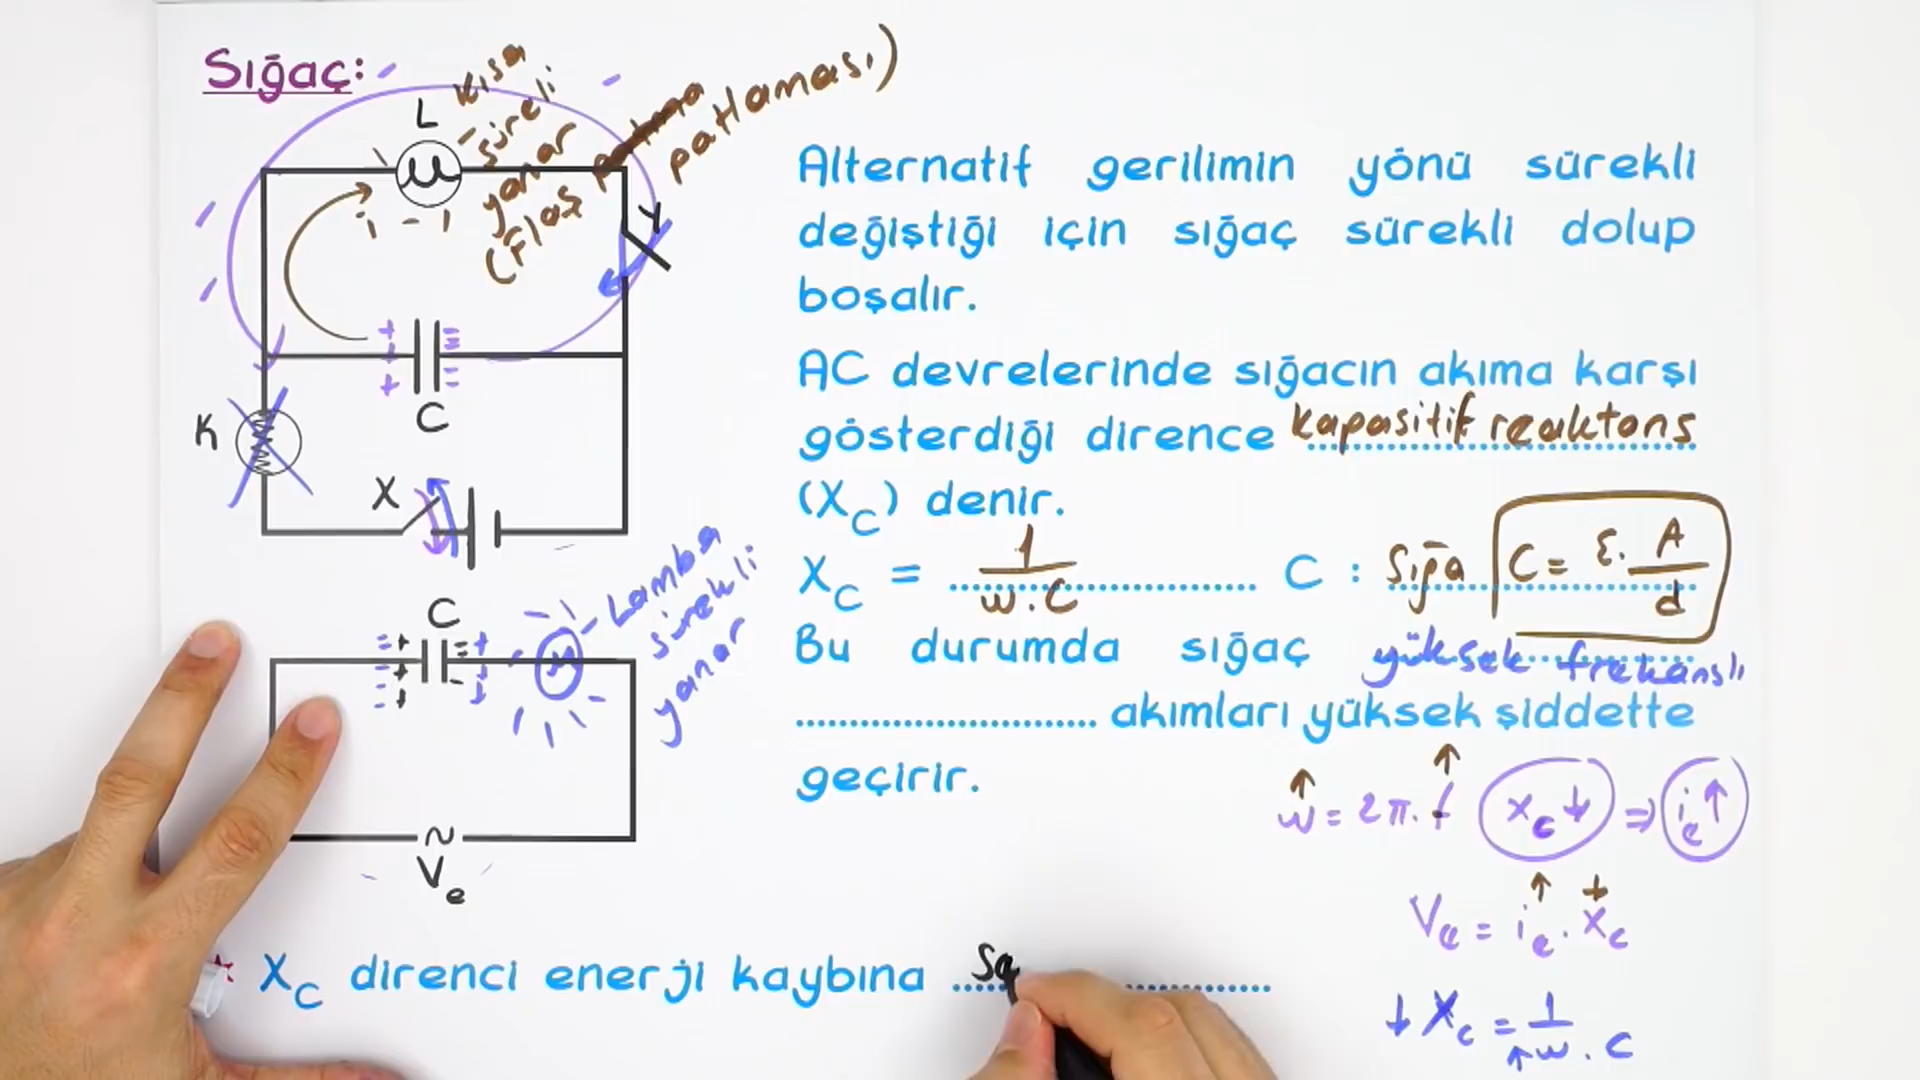 Sığaç:
L
Kısa
süreli
yanar
(Flaş patlaması)
i
Y
C
K
X
C
Lamba
sürekli
yanar
~
Ve
Alternatif gerilimin yönü sürekli
değiştiği için sığaç sürekli dolup
boşalır.
AC devrelerinde sığacın akıma karşı
gösterdiği dirence kapasitif reaktans
(XC) denir.
XC = 1/w.C C : Sığa C = ε. A/d
Bu durumda sığaç yüksek frekanslı
akımları yüksek şiddette
geçirir.
↑w = 2π.f↑ Xc↓ ⇒ ie↑
Ve = ie↑.Xc↓
* XC direnci enerji kaybına Sa
↓Xc = 1/↑w.C